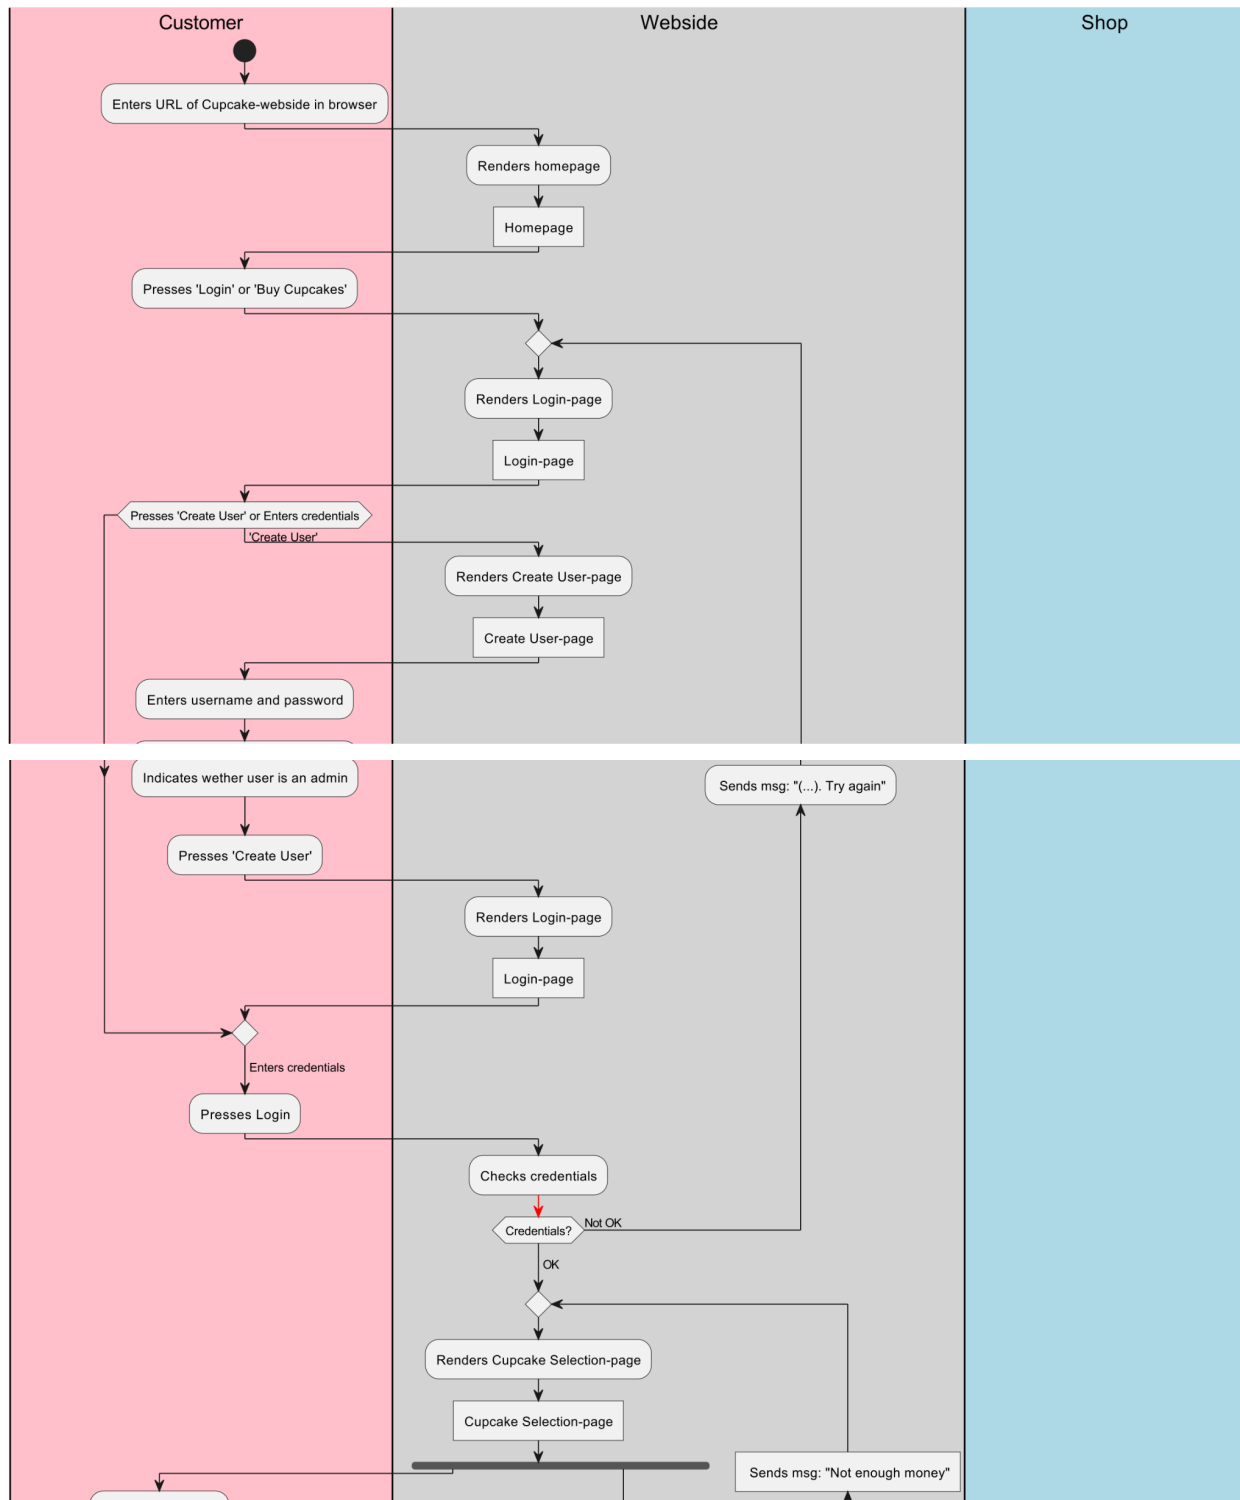 Customer
Webside
Shop
Enters URL of Cupcake-webside in browser
Renders homepage
Homepage
Presses 'Login' or 'Buy Cupcakes'
Renders Login-page
Login-page
Presses 'Create User' or Enters credentials
'Create User'
Renders Create User-page
Create User-page
Enters username and password
Indicates wether user is an admin
Sends msg: "(...). Try again"
Presses 'Create User'
Renders Login-page
Login-page
Enters credentials
Presses Login
Checks credentials
Credentials?
Not OK
OK
Renders Cupcake Selection-page
Cupcake Selection-page
Sends msg: "Not enough money"